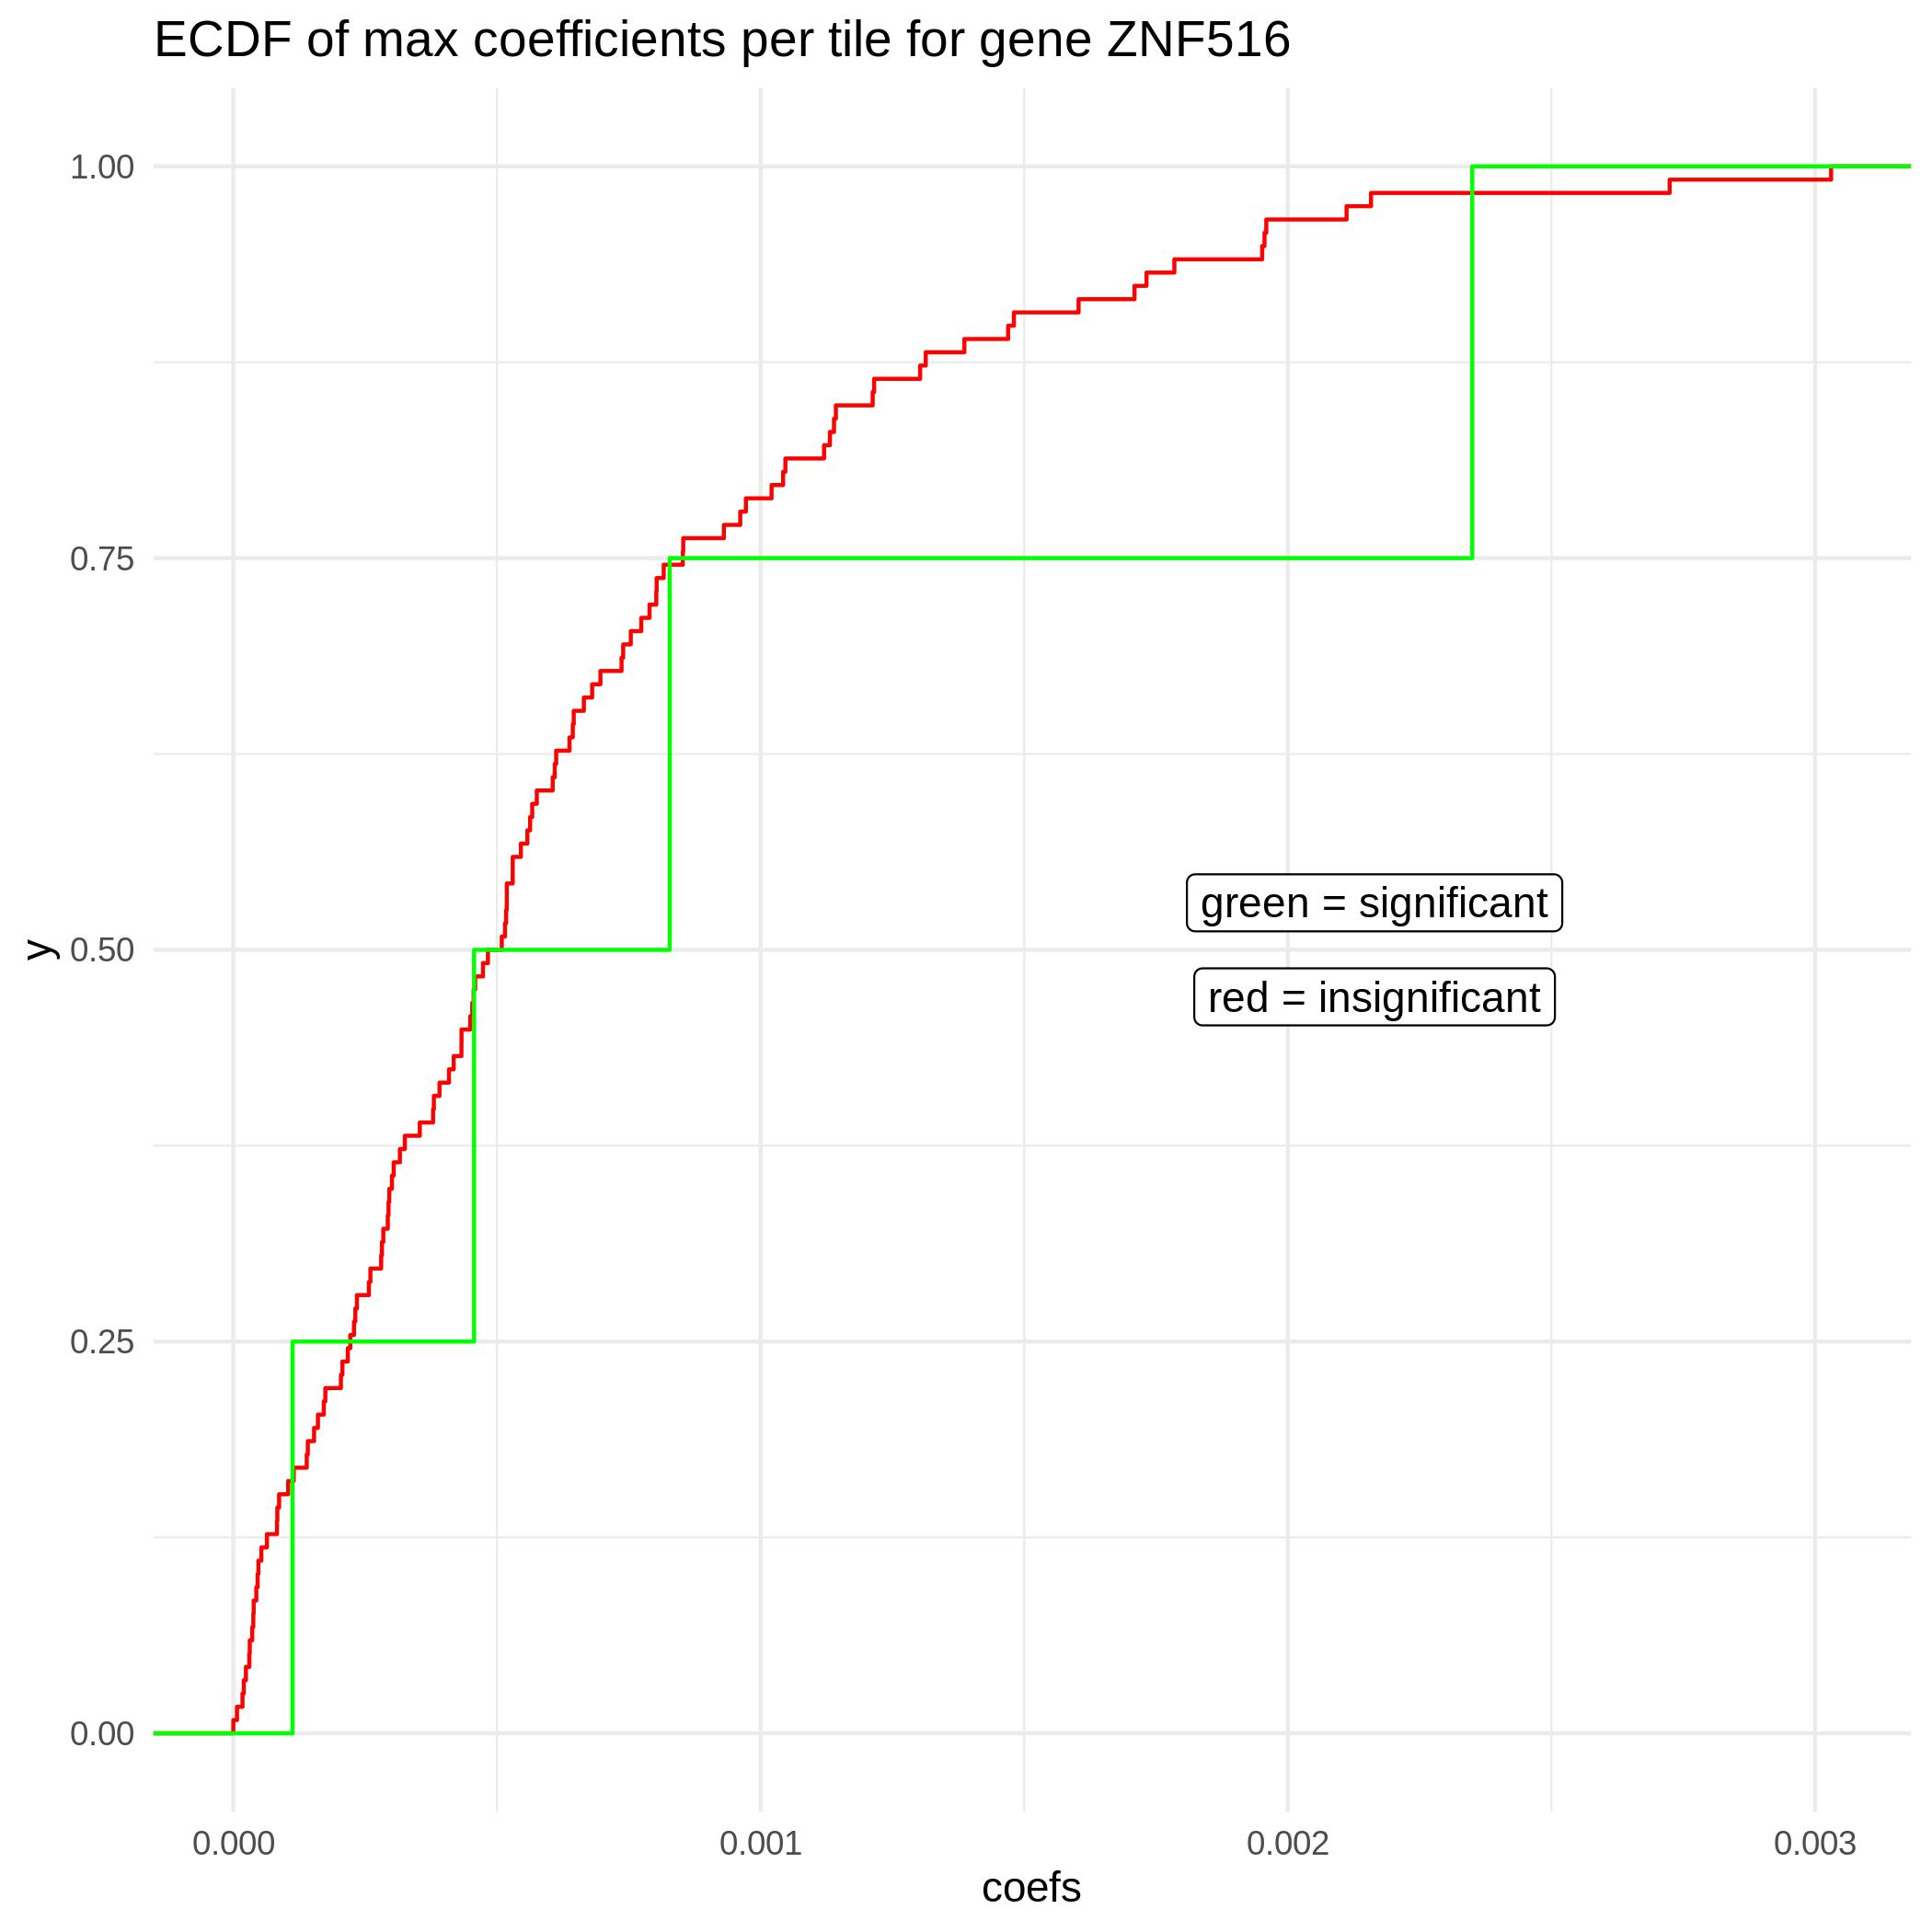 ECDF of max coefficients per tile for gene ZNF516
1.00
0.75
0.50
0.25
0.00
y
green = significant
red = insignificant
0.000 0.001 0.002 0.003
coefs